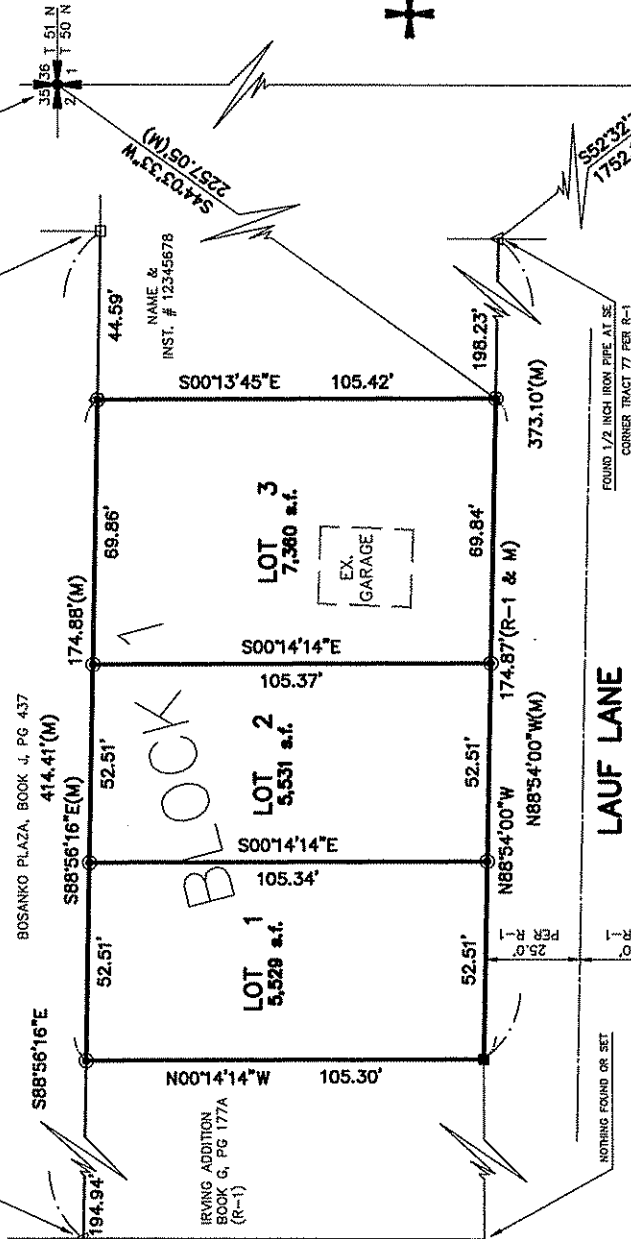 BOSANKO PLAZA, BOOK J, PG 437
414.41'(M)
S88°56'16"E
S88°56'16"E(M)
174.88'(M)
194.94'
52.51'
52.51'
69.86'
44.59'
35 36 T 51 N
2 1 T 50 N
S44°03'33"W
2257.05'(M)
NAME &
INST. # 12345678
BLOCK 1
IRVING ADDITION
BOOK G, PG 177A
(R-1)
N00°14'14"W 105.30'
LOT 1
5,529 s.f.
S00°14'14"E
105.34'
LOT 2
5,531 s.f.
S00°14'14"E
105.37'
LOT 3
7,360 s.f.
EX.
GARAGE
S00°13'45"E 105.42'
52.51'
52.51'
69.84'
198.23'
N88°54'00"W
174.87'(R-1 & M)
N88°54'00"W(M)
373.10'(M)
S52°32'
1752.
25.0'
PER R-1
0'
R-1
NOTHING FOUND OR SET
LAUF LANE
FOUND 1/2 INCH IRON PIPE AT SE
CORNER TRACT 77 PER R-1